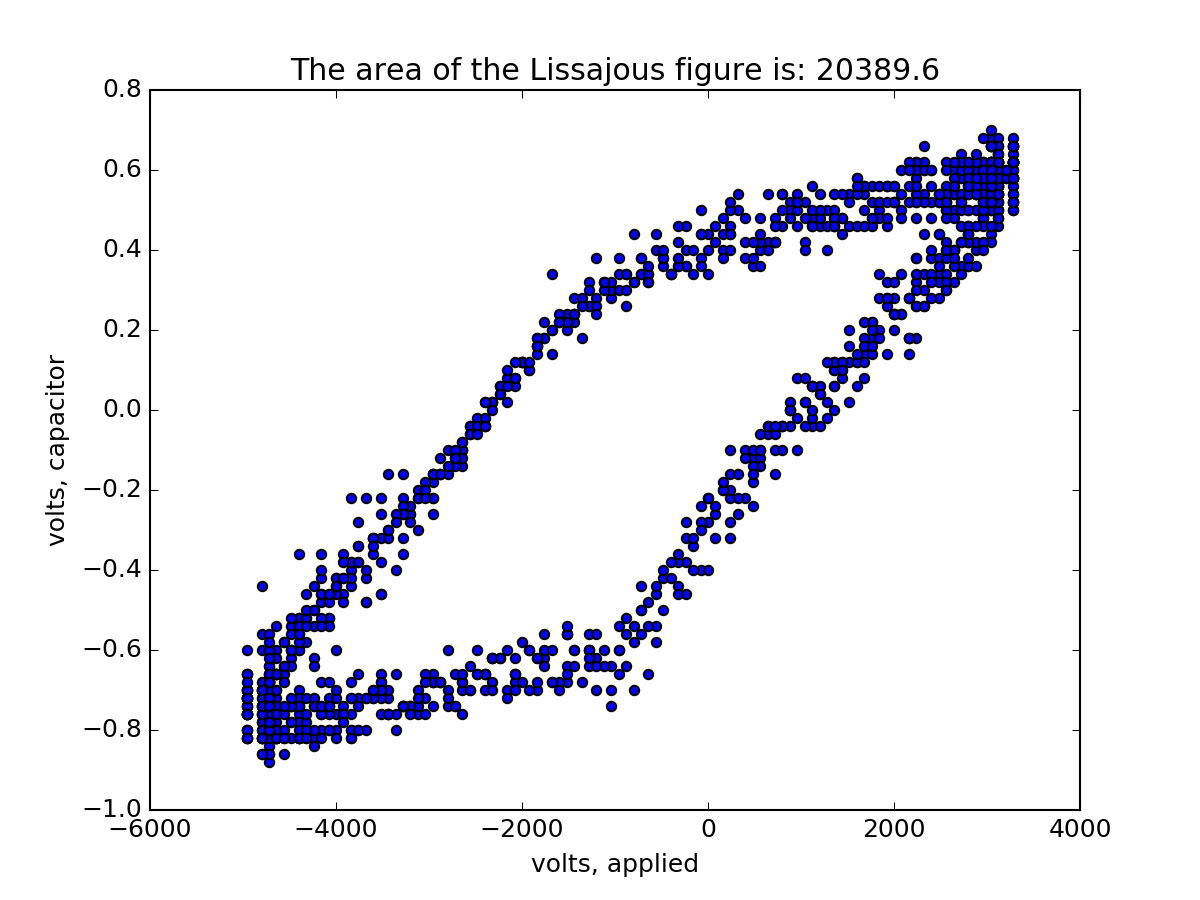 The area of the Lissajous figure is: 20389.6
0.8
0.6
0.4
0.2
0.0
−0.2
−0.4
−0.6
−0.8
−1.0
volts, capacitor
−6000 −4000 −2000 0 2000 4000
volts, applied